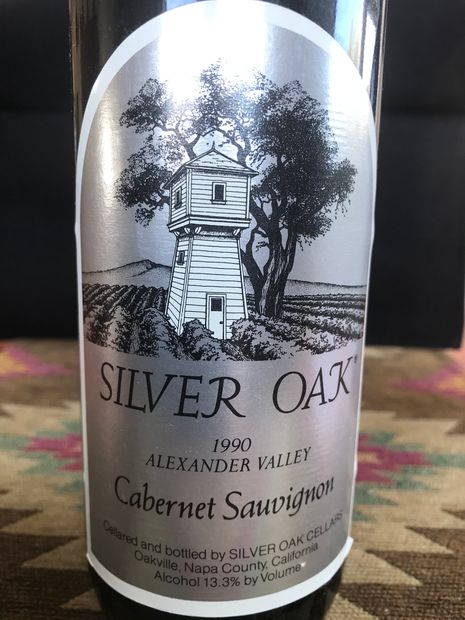 SILVER OAK®
1990
ALEXANDER VALLEY
Cabernet Sauvignon
Cellared and bottled by SILVER OAK CELLARS
Oakville, Napa County, California
Alcohol 13.3% by Volume